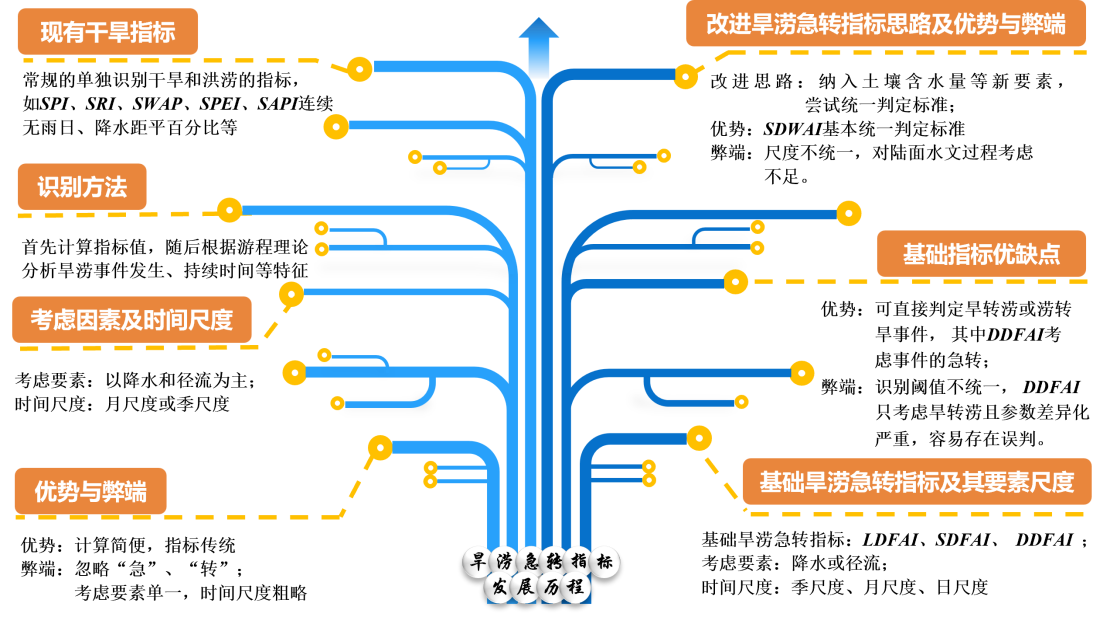 现有干旱指标
常规的单独识别干旱和洪涝的指标，
如SPI、SRI、SWAP、SPEI、SAPI连续
无雨日、降水距平百分比等
识别方法
首先计算指标值，随后根据游程理论
分析旱涝事件发生、持续时间等特征
考虑因素及时间尺度
考虑要素：以降水和径流为主；
时间尺度：月尺度或季尺度
优势与弊端
优势：计算简便，指标传统
弊端：忽略“急”、“转”；
考虑要素单一，时间尺度粗略
改进旱涝急转指标思路及优势与弊端
改进思路：纳入土壤含水量等新要素，
尝试统一判定标准；
优势：SDWAI基本统一判定标准
弊端：尺度不统一，对陆面水文过程考虑
不足。
基础指标优缺点
优势：可直接判定旱转涝或涝转
旱事件，其中DDFAI考
虑事件的急转；
弊端：识别阈值不统一，DDFAI
只考虑旱转涝且参数差异化
严重，容易存在误判。
基础旱涝急转指标及其要素尺度
基础旱涝急转指标：LDFAI、SDFAI、DDFAI；
考虑要素：降水或径流；
时间尺度：季尺度、月尺度、日尺度
旱涝急转指标
发展历程